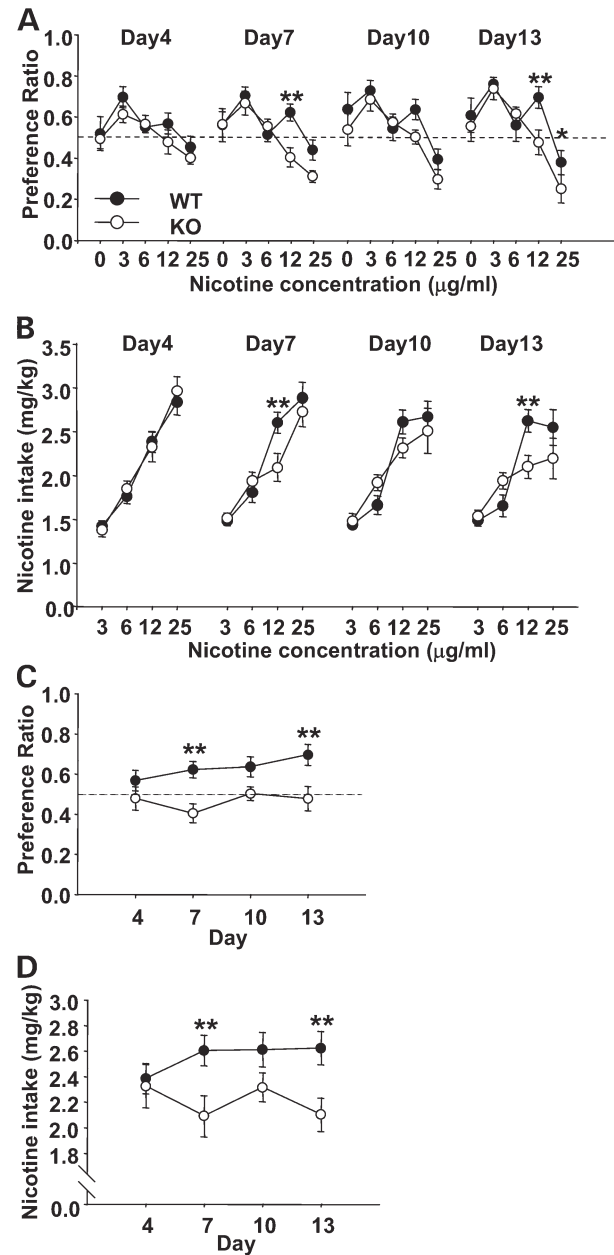 A
Day4 Day7 Day10 Day13
Preference Ratio
1.0
0.8
0.6
0.4
0.2
0.0
** ** *
WT
KO
0 3 6 12 25 0 3 6 12 25 0 3 6 12 25 0 3 6 12 25
Nicotine concentration (μg/ml)
B
Day4 Day7 Day10 Day13
Nicotine intake (mg/kg)
3.5
3.0
2.5
2.0
1.5
1.0
0.0
** **
3 6 12 25 3 6 12 25 3 6 12 25 3 6 12 25
Nicotine concentration (μg/ml)
C
Preference Ratio
1.0
0.8
0.6
0.4
0.2
0.0
** **
4 7 10 13
Day
D
Nicotine intake (mg/kg)
3.0
2.6
2.4
2.2
2.0
1.8
0.0
** **
4 7 10 13
Day